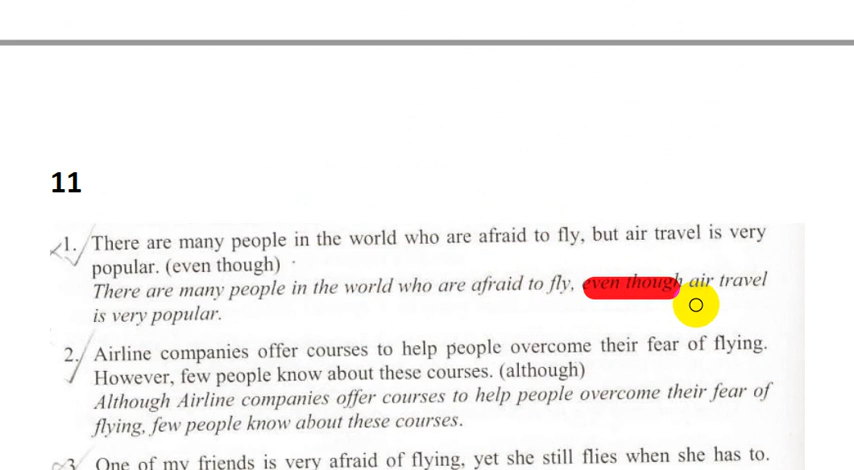 11
1. There are many people in the world who are afraid to fly, but air travel is very
popular. (even though)
There are many people in the world who are afraid to fly, even though air travel
is very popular.
2. Airline companies offer courses to help people overcome their fear of flying.
However, few people know about these courses. (although)
Although Airline companies offer courses to help people overcome their fear of
flying, few people know about these courses.
3. One of my friends is very afraid of flying, yet she still flies when she has to.